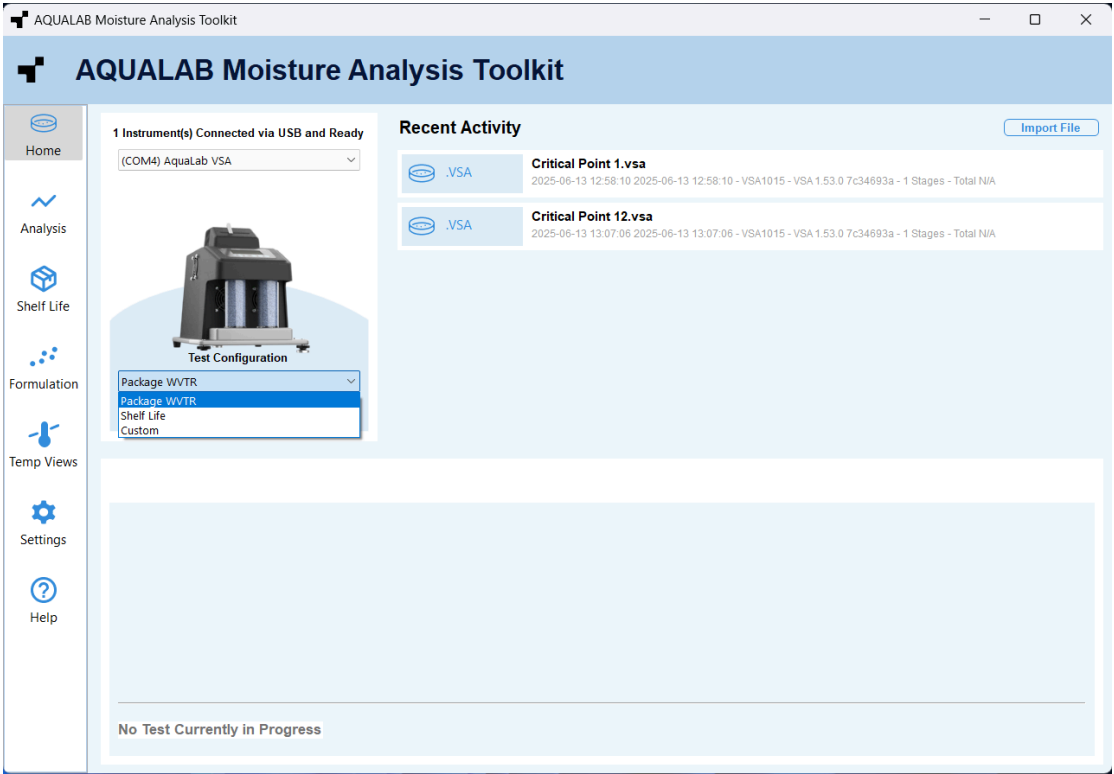 AQUALAB Moisture Analysis Toolkit
AQUALAB Moisture Analysis Toolkit
Home
Analysis
Shelf Life
Formulation
Temp Views
Settings
Help
1 Instrument(s) Connected via USB and Ready
(COM4) AquaLab VSA
Test Configuration
Package WVTR
Package WVTR
Shelf Life
Custom
Recent Activity
Import File
.VSA
Critical Point 1.vsa
2025-06-13 12:58:10 2025-06-13 12:58:10 - VSA1015 - VSA 1.53.0 7c34693a - 1 Stages - Total N/A
.VSA
Critical Point 12.vsa
2025-06-13 13:07:06 2025-06-13 13:07:06 - VSA1015 - VSA 1.53.0 7c34693a - 1 Stages - Total N/A
No Test Currently in Progress